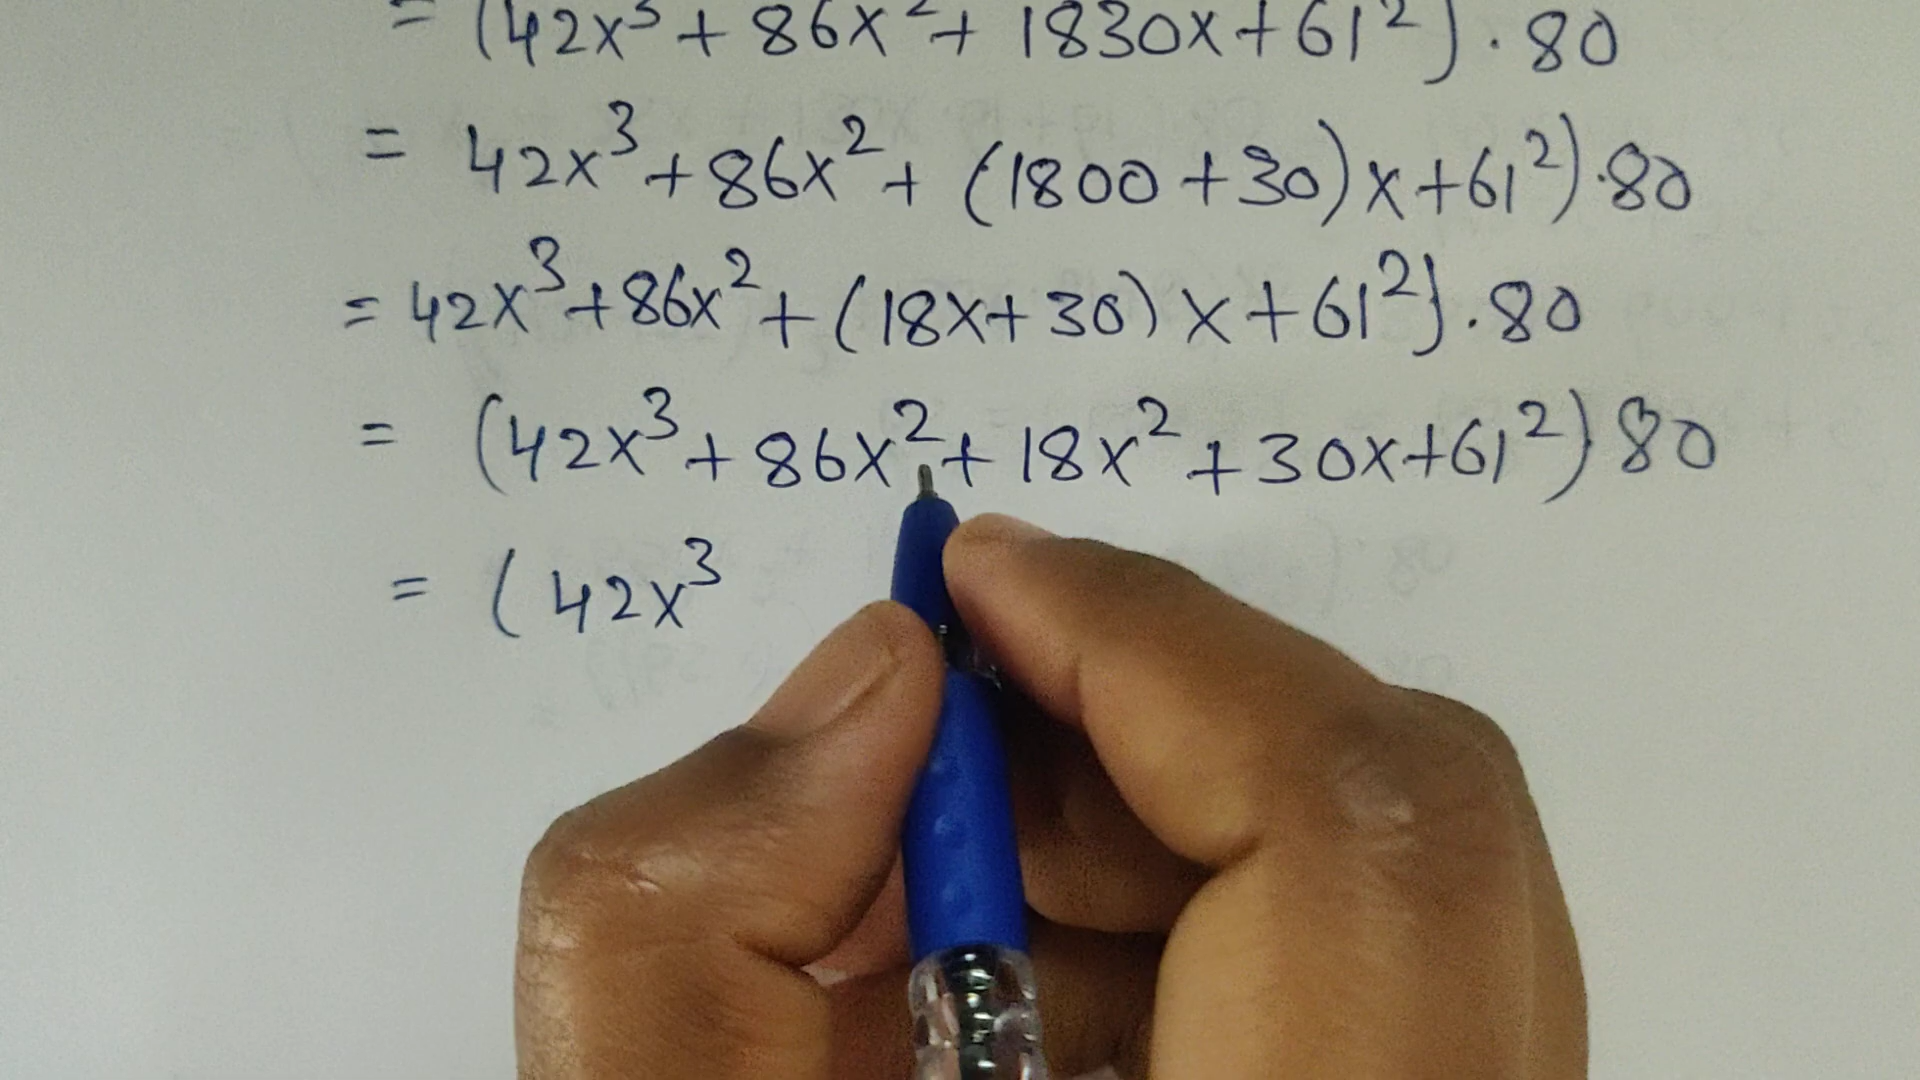 = (42x³ + 86x² + 1830x + 61²) . 80
= 42x³ + 86x² + (1800 + 30) x + 61²) . 80
= 42x³ + 86x² + (18x + 30) x + 61²) . 80
= (42x³ + 86x² + 18x² + 30x + 61²) 80
= (42x³